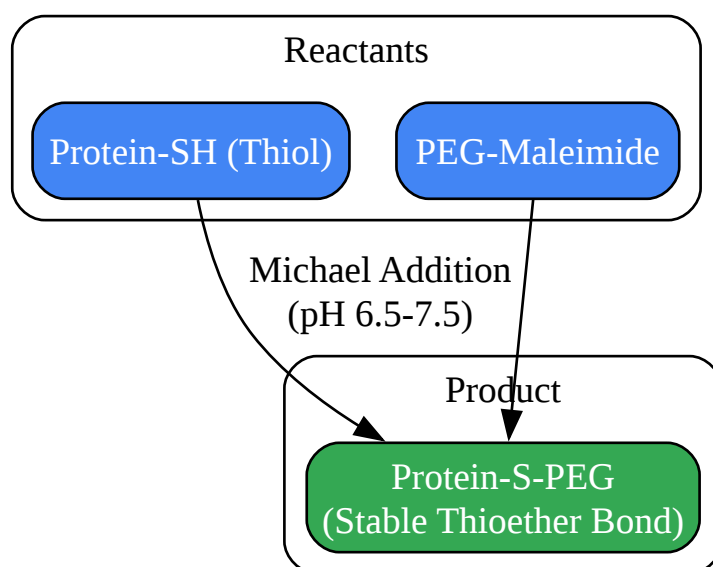 Reactants
Protein-SH (Thiol)
PEG-Maleimide
Michael Addition
(pH 6.5-7.5)
Product
Protein-S-PEG
(Stable Thioether Bond)